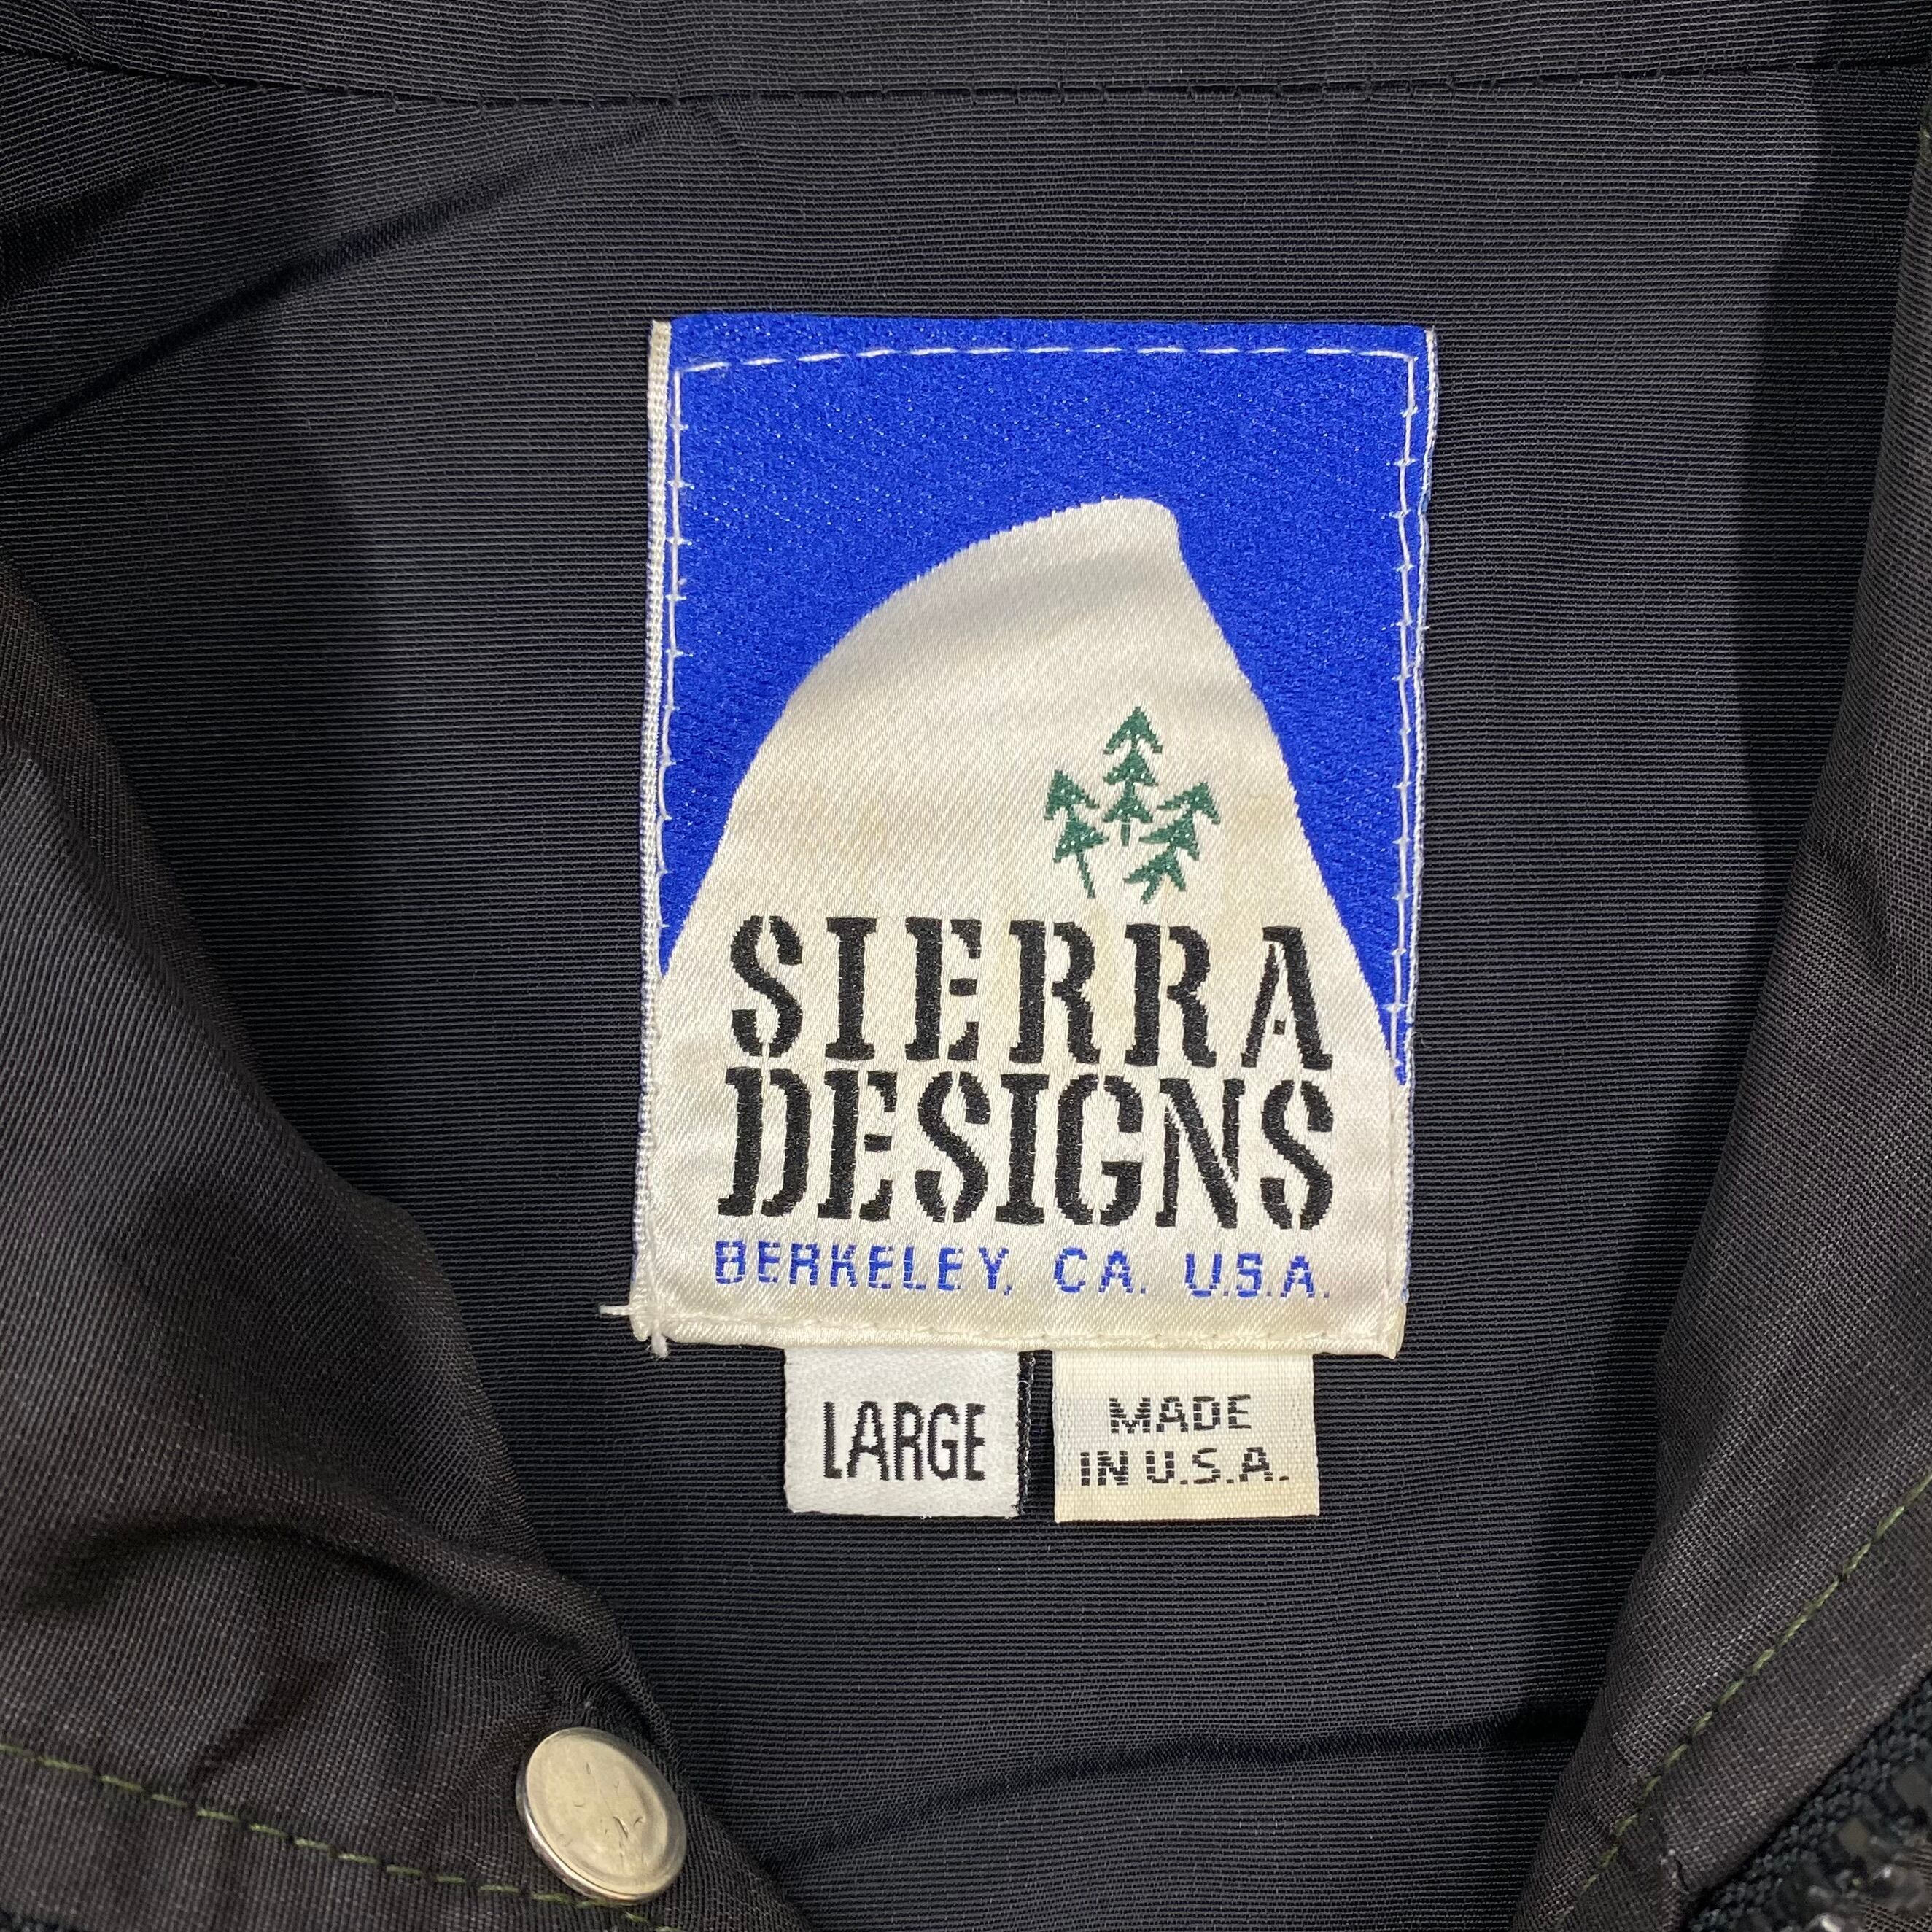 SIERRA
DESIGNS
BERKELEY, CA. U.S.A.
LARGE
MADE
IN U.S.A.